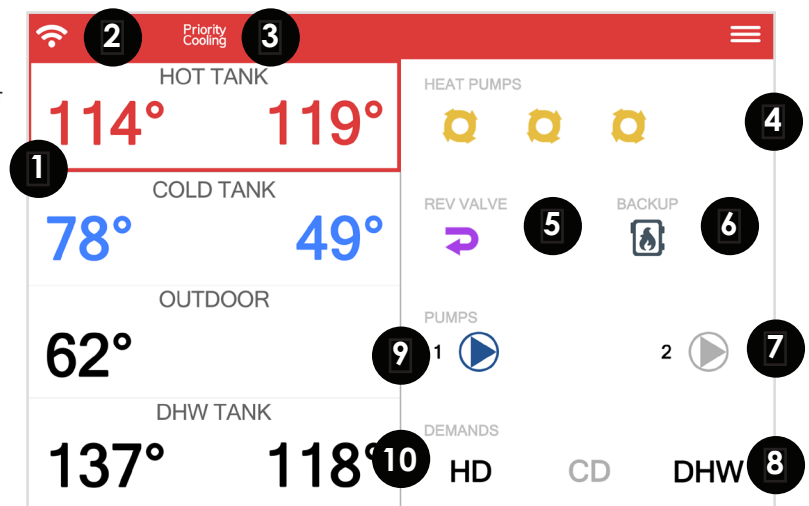 2
Priority
Cooling
3
HOT TANK
HEAT PUMPS
114° 119°
4
1
COLD TANK
REV VALVE
BACKUP
78° 49°
5
6
OUTDOOR
PUMPS
62°
9
1
2
7
DHW TANK
DEMANDS
137° 118°
10
HD CD DHW
8